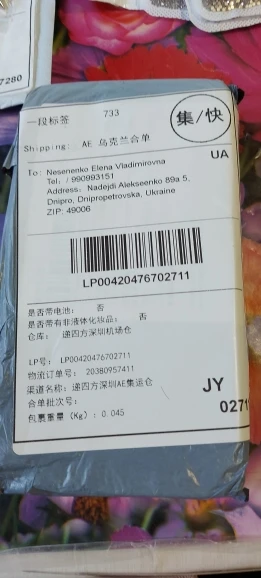 7280
一段标签 733
集/快
Shipping: AE 乌克兰合单
UA
To: Nesenenko Elena Vladimirovna
Tel: / 990993151
Address: Nadejdi Alekseenko 89a 5,
Dnipro, Dnipropetrovska, Ukraine
ZIP: 49006
LP00420476702711
是否带电池: 否
是否带有非液体化妆品: 否
仓库: 递四方深圳机场仓
LP号: LP00420476702711
物流订单号: 20380957411
渠道名称: 递四方深圳AE集运仓
合单批次号:
包裹重量 (Kg): 0.045
JY
0271